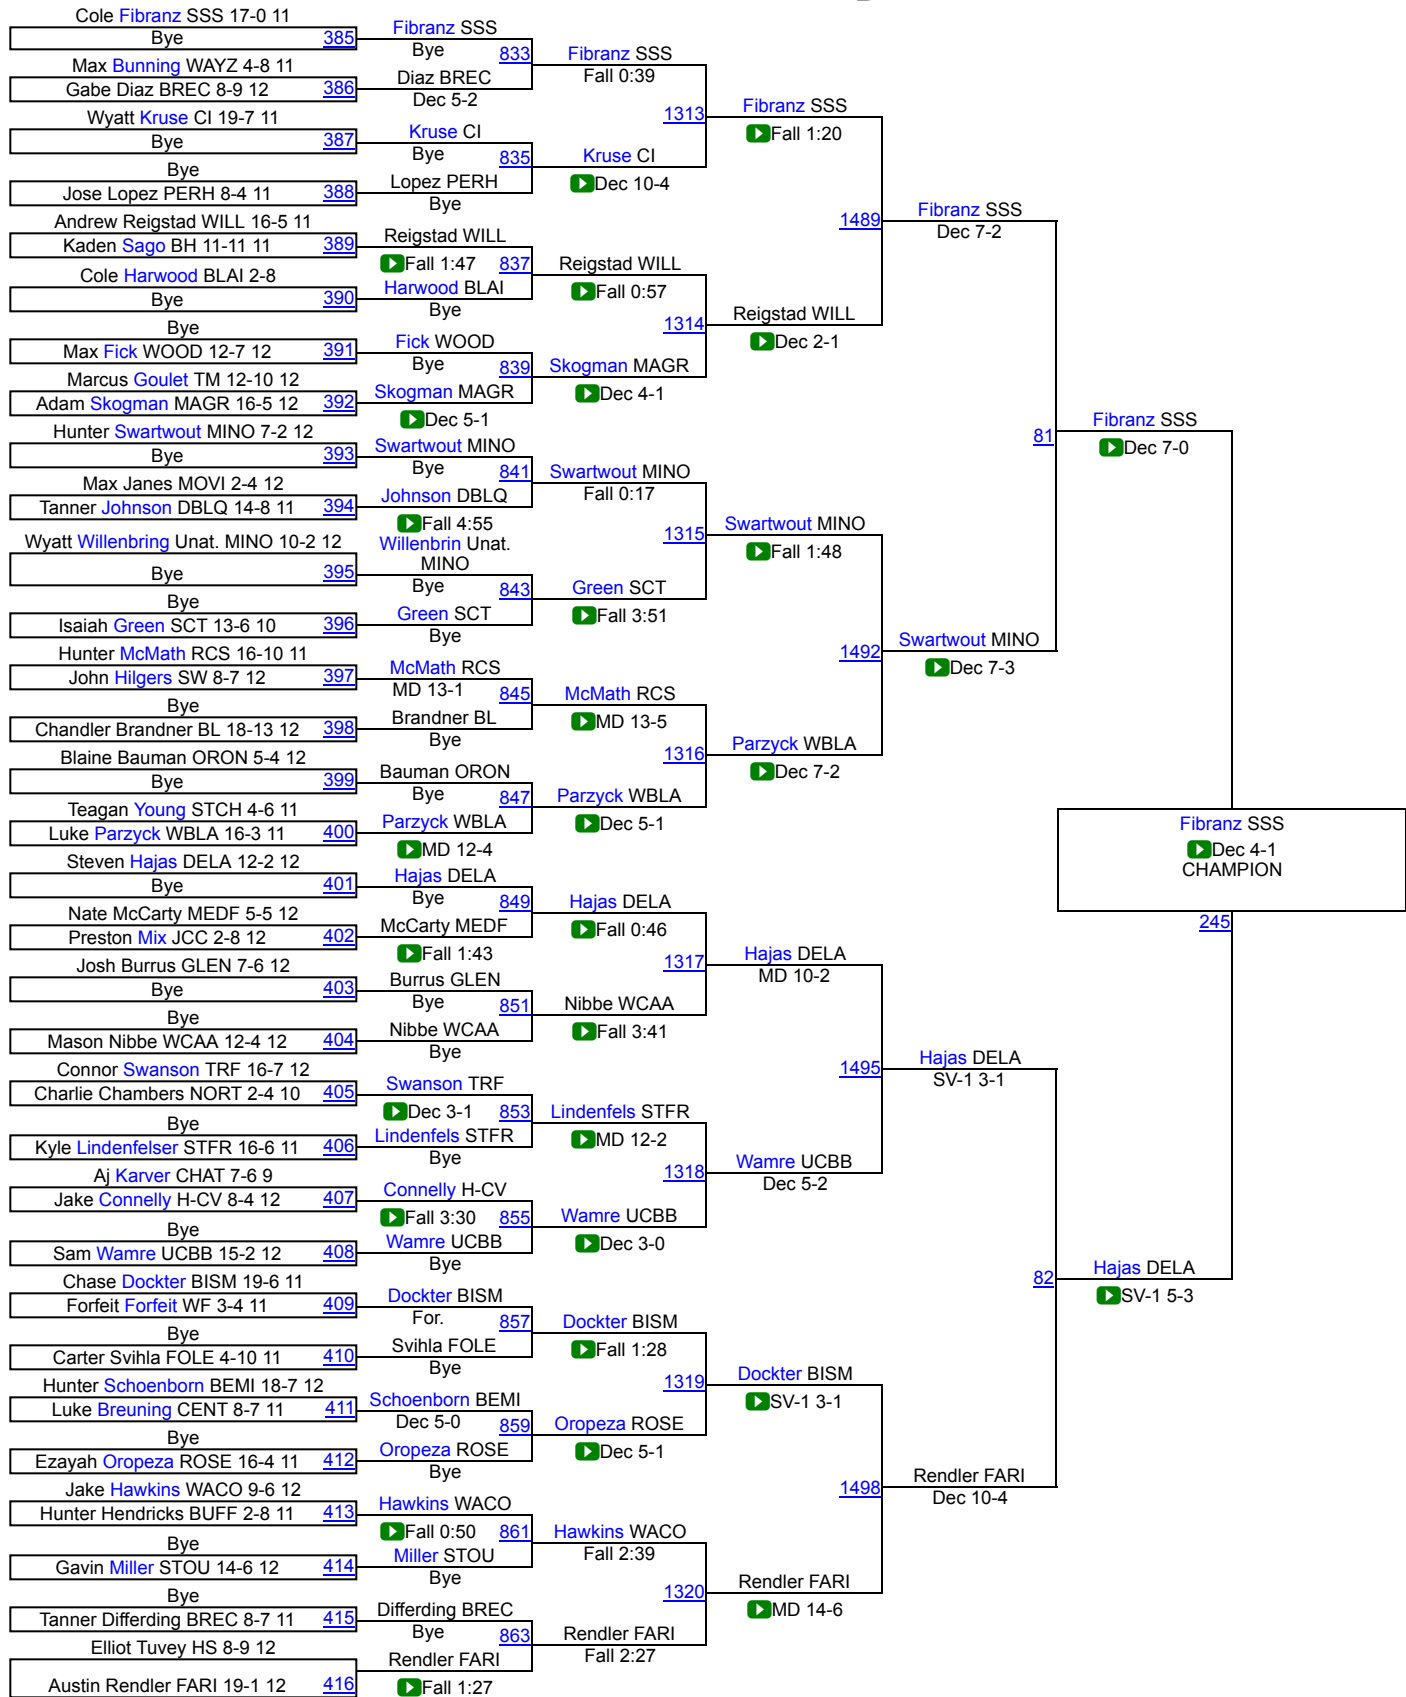 Cole Fibranz SSS 17-0 11
Bye 385
Max Bunning WAYZ 4-8 11
Gabe Diaz BREC 8-9 12 386
Wyatt Kruse CI 19-7 11
Bye 387
Bye
Jose Lopez PERH 8-4 11 388
Andrew Reigstad WILL 16-5 11
Kaden Sago BH 11-11 11 389
Cole Harwood BLAI 2-8
Bye 390
Bye
Max Fick WOOD 12-7 12 391
Marcus Goulet TM 12-10 12
Adam Skogman MAGR 16-5 12 392
Hunter Swartwout MINO 7-2 12
Bye 393
Max Janes MOVI 2-4 12
Tanner Johnson DBLQ 14-8 11 394
Wyatt Willenbring Unat. MINO 10-2 12
Bye 395
Bye
Isaiah Green SCT 13-6 10 396
Hunter McMath RCS 16-10 11
John Hilgers SW 8-7 12 397
Bye
Chandler Brandner BL 18-13 12 398
Blaine Bauman ORON 5-4 12
Bye 399
Teagan Young STCH 4-6 11
Luke Parzyck WBLA 16-3 11 400
Steven Hajas DELA 12-2 12
Bye 401
Nate McCarty MEDF 5-5 12
Preston Mix JCC 2-8 12 402
Josh Burrus GLEN 7-6 12
Bye 403
Bye
Mason Nibbe WCAA 12-4 12 404
Connor Swanson TRF 16-7 12
Charlie Chambers NORT 2-4 10 405
Bye
Kyle Lindenfelser STFR 16-6 11 406
Aj Karver CHAT 7-6 9
Jake Connelly H-CV 8-4 12 407
Bye
Sam Wamre UCBB 15-2 12 408
Chase Dockter BISM 19-6 11
Forfeit Forfeit WF 3-4 11 409
Bye
Carter Svihla FOLE 4-10 11 410
Hunter Schoenborn BEMI 18-7 12
Luke Breuning CENT 8-7 11 411
Bye
Ezayah Oropeza ROSE 16-4 11 412
Jake Hawkins WACO 9-6 12
Hunter Hendricks BUFF 2-8 11 413
Bye
Gavin Miller STOU 14-6 12 414
Bye
Tanner Differding BREC 8-7 11 415
Elliot Tuvey HS 8-9 12
Austin Rendler FARI 19-1 12 416
Fibranz SSS
Bye 833
Diaz BREC
Dec 5-2
Kruse CI
Bye 835
Lopez PERH
Bye
Reigstad WILL
Fall 1:47 837
Harwood BLAI
Bye
Fick WOOD
Bye 839
Skogman MAGR
Dec 5-1
Swartwout MINO
Bye 841
Johnson DBLQ
Fall 4:55
Willenbrin Unat.
MINO
Bye 843
Green SCT
Bye
McMath RCS
MD 13-1 845
Brandner BL
Bye
Bauman ORON
Bye 847
Parzyck WBLA
MD 12-4
Hajas DELA
Bye 849
McCarty MEDF
Fall 1:43
Burrus GLEN
Bye 851
Nibbe WCAA
Bye
Swanson TRF
Dec 3-1 853
Lindenfels STFR
Bye
Connelly H-CV
Fall 3:30 855
Wamre UCBB
Bye
Dockter BISM
For. 857
Svihla FOLE
Bye
Schoenborn BEMI
Dec 5-0 859
Oropeza ROSE
Bye
Hawkins WACO
Fall 0:50 861
Miller STOU
Bye
Differding BREC
Bye 863
Rendler FARI
Fall 1:27
Fibranz SSS
Fall 0:39
1313
Kruse CI
Dec 10-4
Reigstad WILL
Fall 0:57
1314
Skogman MAGR
Dec 4-1
Swartwout MINO
Fall 0:17
1315
Green SCT
Fall 3:51
McMath RCS
MD 13-5
1316
Parzyck WBLA
Dec 5-1
Hajas DELA
Fall 0:46
1317
Nibbe WCAA
Fall 3:41
Lindenfels STFR
MD 12-2
1318
Wamre UCBB
Dec 3-0
Dockter BISM
Fall 1:28
1319
Oropeza ROSE
Dec 5-1
Hawkins WACO
Fall 2:39
1320
Rendler FARI
Fall 2:27
Fibranz SSS
Fall 1:20
1489
Reigstad WILL
Dec 2-1
Swartwout MINO
Fall 1:48
1492
Parzyck WBLA
Dec 7-2
Hajas DELA
MD 10-2
1495
Wamre UCBB
Dec 5-2
Dockter BISM
SV-1 3-1
1498
Rendler FARI
MD 14-6
Fibranz SSS
Dec 7-2
81
Swartwout MINO
Dec 7-3
Hajas DELA
SV-1 3-1
82
Rendler FARI
Dec 10-4
Fibranz SSS
Dec 7-0
Hajas DELA
SV-1 5-3
Fibranz SSS
Dec 4-1
CHAMPION
245